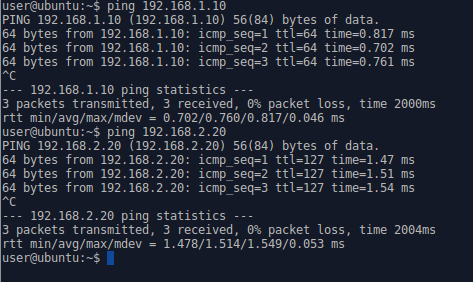 user@ubuntu:~$ ping 192.168.1.10
PING 192.168.1.10 (192.168.1.10) 56(84) bytes of data.
64 bytes from 192.168.1.10: icmp_seq=1 ttl=64 time=0.817 ms
64 bytes from 192.168.1.10: icmp_seq=2 ttl=64 time=0.702 ms
64 bytes from 192.168.1.10: icmp_seq=3 ttl=64 time=0.761 ms
^C
--- 192.168.1.10 ping statistics ---
3 packets transmitted, 3 received, 0% packet loss, time 2000ms
rtt min/avg/max/mdev = 0.702/0.760/0.817/0.046 ms
user@ubuntu:~$ ping 192.168.2.20
PING 192.168.2.20 (192.168.2.20) 56(84) bytes of data.
64 bytes from 192.168.2.20: icmp_seq=1 ttl=127 time=1.47 ms
64 bytes from 192.168.2.20: icmp_seq=2 ttl=127 time=1.51 ms
64 bytes from 192.168.2.20: icmp_seq=3 ttl=127 time=1.54 ms
^C
--- 192.168.2.20 ping statistics ---
3 packets transmitted, 3 received, 0% packet loss, time 2004ms
rtt min/avg/max/mdev = 1.478/1.514/1.549/0.053 ms
user@ubuntu:~$